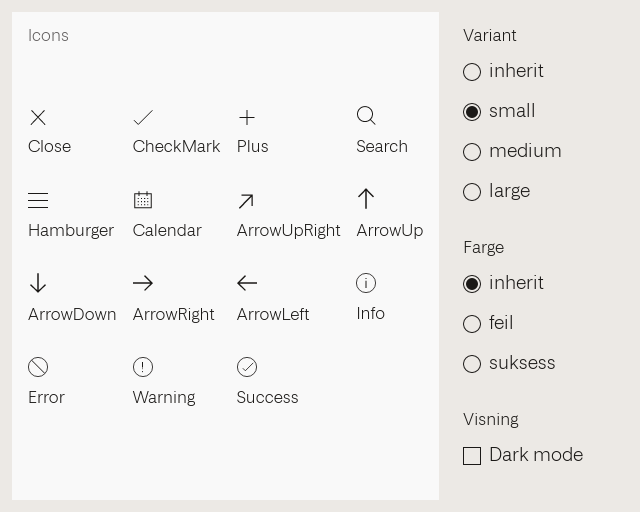 Icons
Close CheckMark Plus Search
Hamburger Calendar ArrowUpRight ArrowUp
ArrowDown ArrowRight ArrowLeft Info
Error Warning Success
Variant
inherit
small
medium
large
Farge
inherit
feil
suksess
Visning
Dark mode